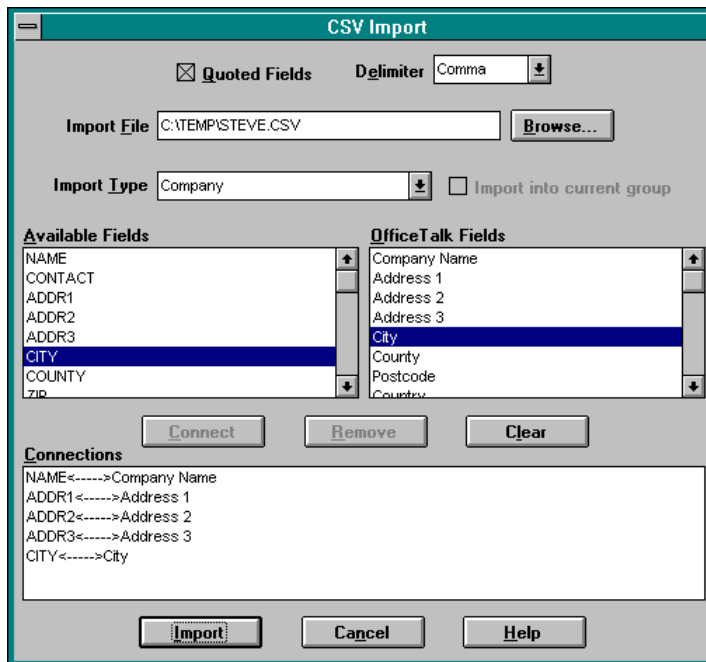 CSV Import
Quoted Fields Delimiter Comma
Import File C:\TEMP\STEVE.CSV Browse...
Import Type Company Import into current group
Available Fields
NAME
CONTACT
ADDR1
ADDR2
ADDR3
CITY
COUNTY
ZIP
OfficeTalk Fields
Company Name
Address 1
Address 2
Address 3
City
County
Postcode
Country
Connect Remove Clear
Connections
NAME<----->Company Name
ADDR1<----->Address 1
ADDR2<----->Address 2
ADDR3<----->Address 3
CITY<----->City
Import Cancel Help